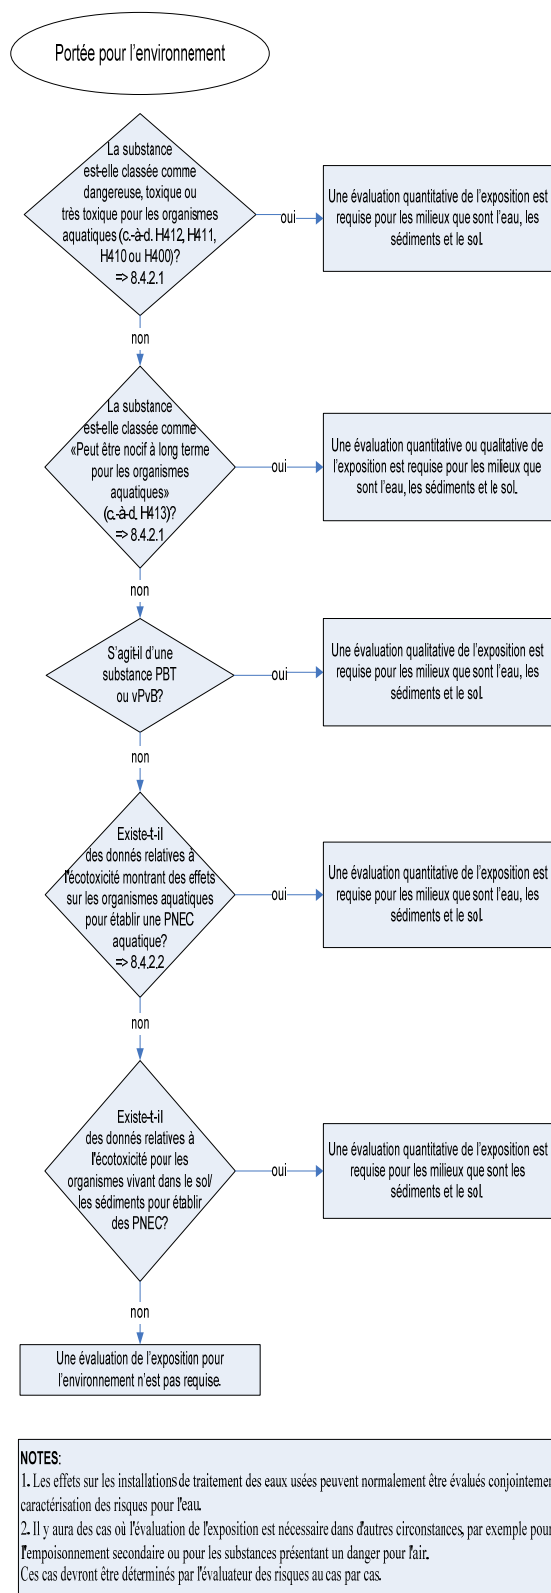 Portée pour l'environnement
La substance
est-elle classée comme
dangereuse, toxique ou
très toxique pour les organismes
aquatiques (c.-à-d. H412, H411,
H410 ou H400)?
=> 8.4.2.1
oui
Une évaluation quantitative de l'exposition est
requise pour les milieux que sont l'eau, les
sédiments et le sol.
non
La substance
est-elle classée comme
«Peut être nocif à long terme
pour les organismes
aquatiques»
(c.-à-d. H413)?
=> 8.4.2.1
oui
Une évaluation quantitative ou qualitative de
l'exposition est requise pour les milieux que
sont l'eau, les sédiments et le sol.
non
S'agit-il d'une
substance PBT
ou vPvB?
oui
Une évaluation qualitative de l'exposition est
requise pour les milieux que sont l'eau, les
sédiments et le sol.
non
Existe-t-il
des donnés relatives à
l'écotoxicité montrant des effets
sur les organismes aquatiques
pour établir une PNEC
aquatique?
=> 8.4.2.2
oui
Une évaluation quantitative de l'exposition est
requise pour les milieux que sont l'eau, les
sédiments et le sol.
non
Existe-t-il
des donnés relatives à
l'écotoxicité pour les
organismes vivant dans le sol/
les sédiments pour établir
des PNEC?
oui
Une évaluation quantitative de l'exposition est
requise pour les milieux que sont les
sédiments et le sol.
non
Une évaluation de l'exposition pour
l'environnement n'est pas requise.
NOTES:
1. Les effets sur les installations de traitement des eaux usées peuvent normalement être évalués conjointemen
caractérisation des risques pour l'eau.
2. Il y aura des cas où l'évaluation de l'exposition est nécessaire dans d'autres circonstances, par exemple pour
l'empoisonnement secondaire ou pour les substances présentant un danger pour l'air.
Ces cas devront être déterminés par l'évaluateur des risques au cas par cas.